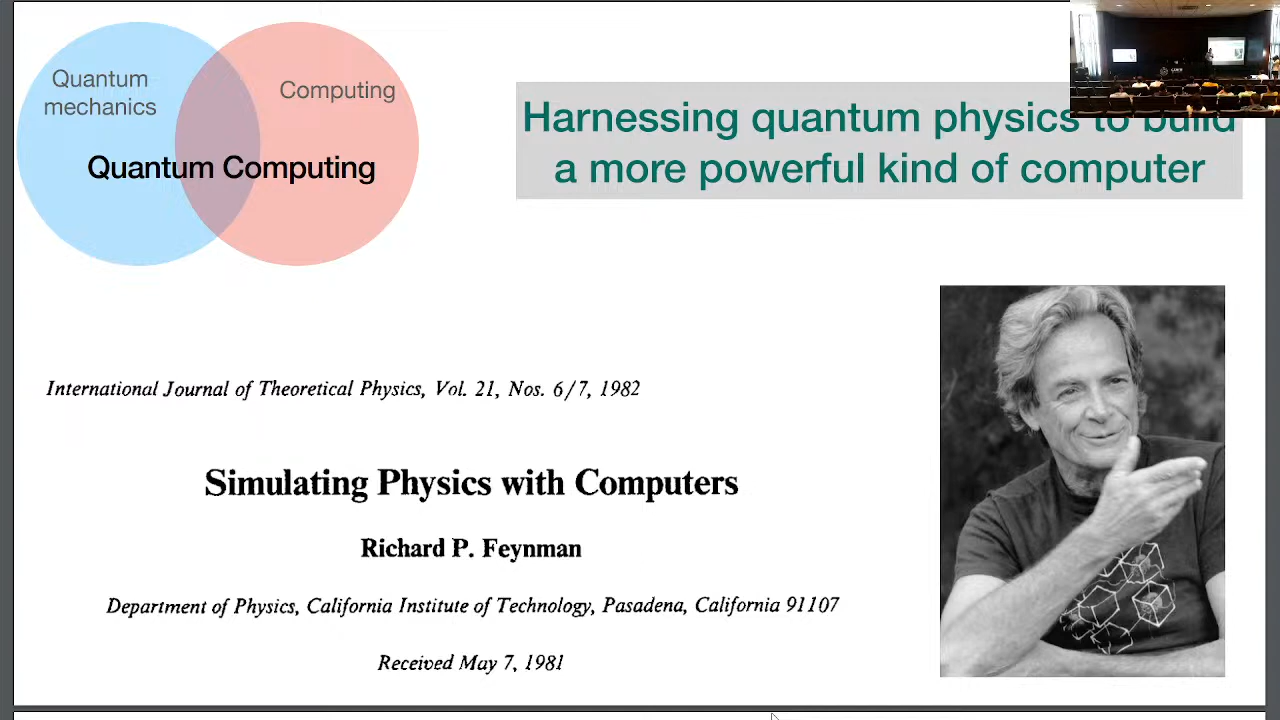 Quantum
mechanics
Computing
Quantum Computing
Harnessing quantum physics to build
a more powerful kind of computer
International Journal of Theoretical Physics, Vol. 21, Nos. 6/7, 1982
Simulating Physics with Computers
Richard P. Feynman
Department of Physics, California Institute of Technology, Pasadena, California 91107
Received May 7, 1981